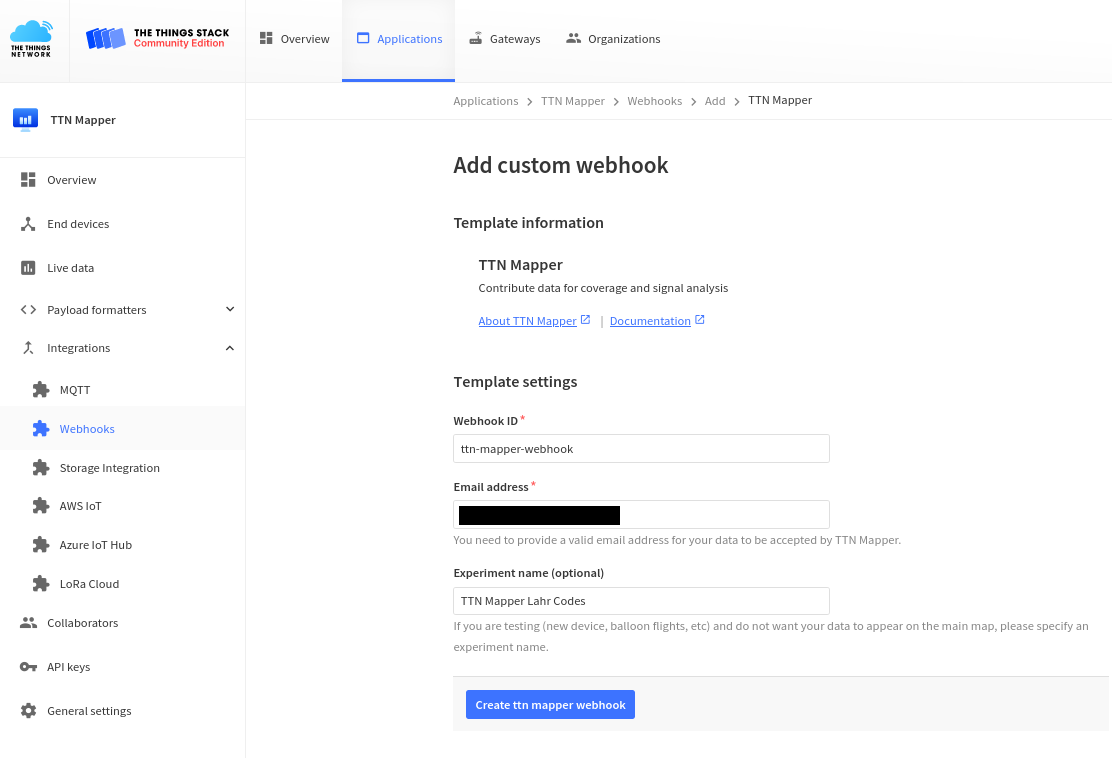 THE THINGS
NETWORK
THE THINGS STACK
Community Edition
Overview
Applications
Gateways
Organizations
TTN Mapper
Applications > TTN Mapper > Webhooks > Add > TTN Mapper
Overview
End devices
Live data
Payload formatters
Integrations
MQTT
Webhooks
Storage Integration
AWS IoT
Azure IoT Hub
LoRa Cloud
Collaborators
API keys
General settings
Add custom webhook
Template information
TTN Mapper
Contribute data for coverage and signal analysis
About TTN Mapper | Documentation
Template settings
Webhook ID*
ttn-mapper-webhook
Email address*
You need to provide a valid email address for your data to be accepted by TTN Mapper.
Experiment name (optional)
TTN Mapper Lahr Codes
If you are testing (new device, balloon flights, etc) and do not want your data to appear on the main map, please specify an
experiment name.
Create ttn mapper webhook